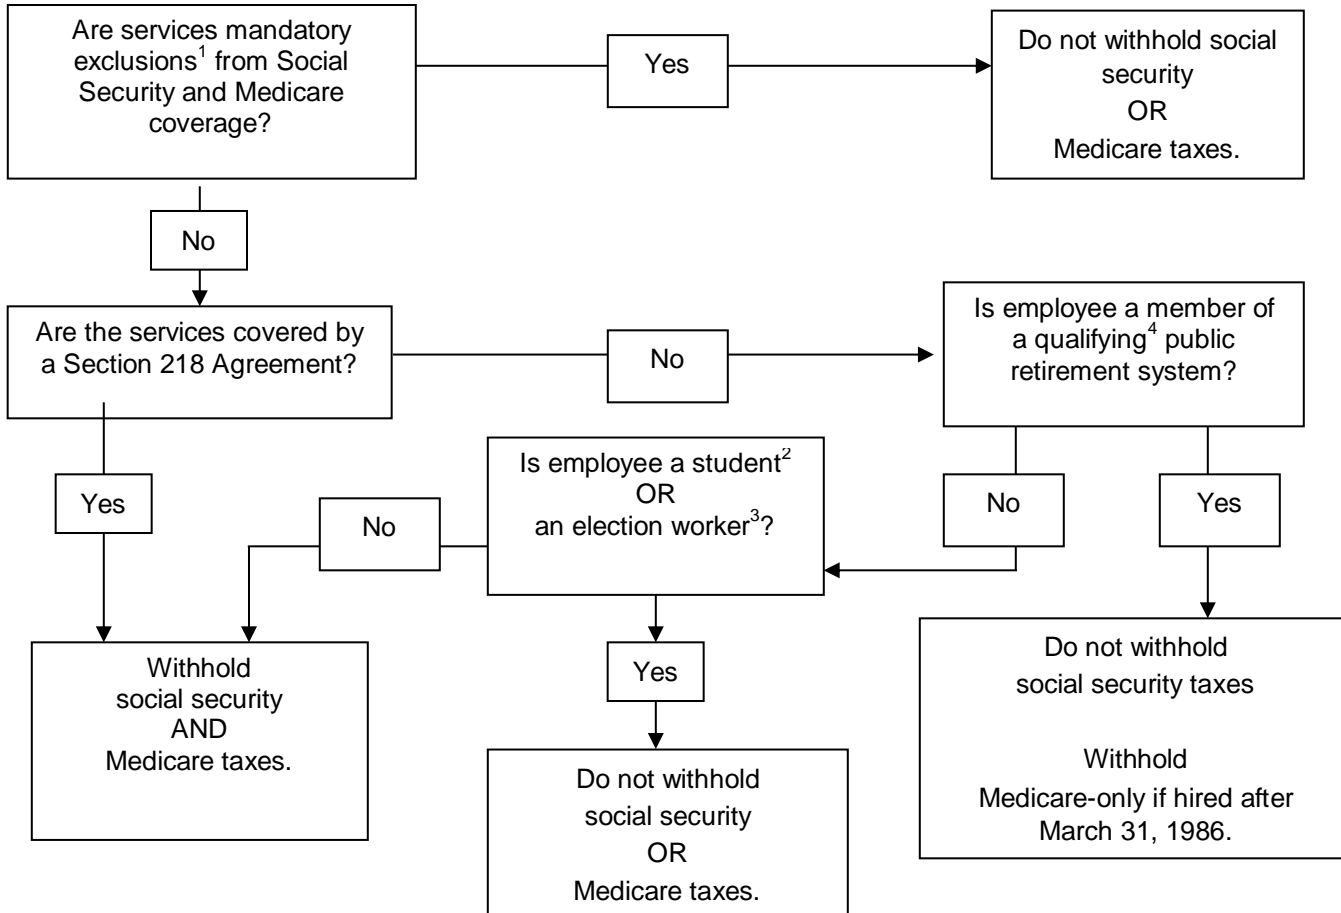 Are services mandatory
exclusions¹ from Social
Security and Medicare
coverage?
Yes
Do not withhold social
security
OR
Medicare taxes.
No
Are the services covered by
a Section 218 Agreement?
No
Is employee a member of
a qualifying⁴ public
retirement system?
Yes
No
Is employee a student²
OR
an election worker³?
No
Yes
Withhold
social security
AND
Medicare taxes.
Yes
Do not withhold
social security
OR
Medicare taxes.
Do not withhold
social security taxes
Withhold
Medicare-only if hired after
March 31, 1986.